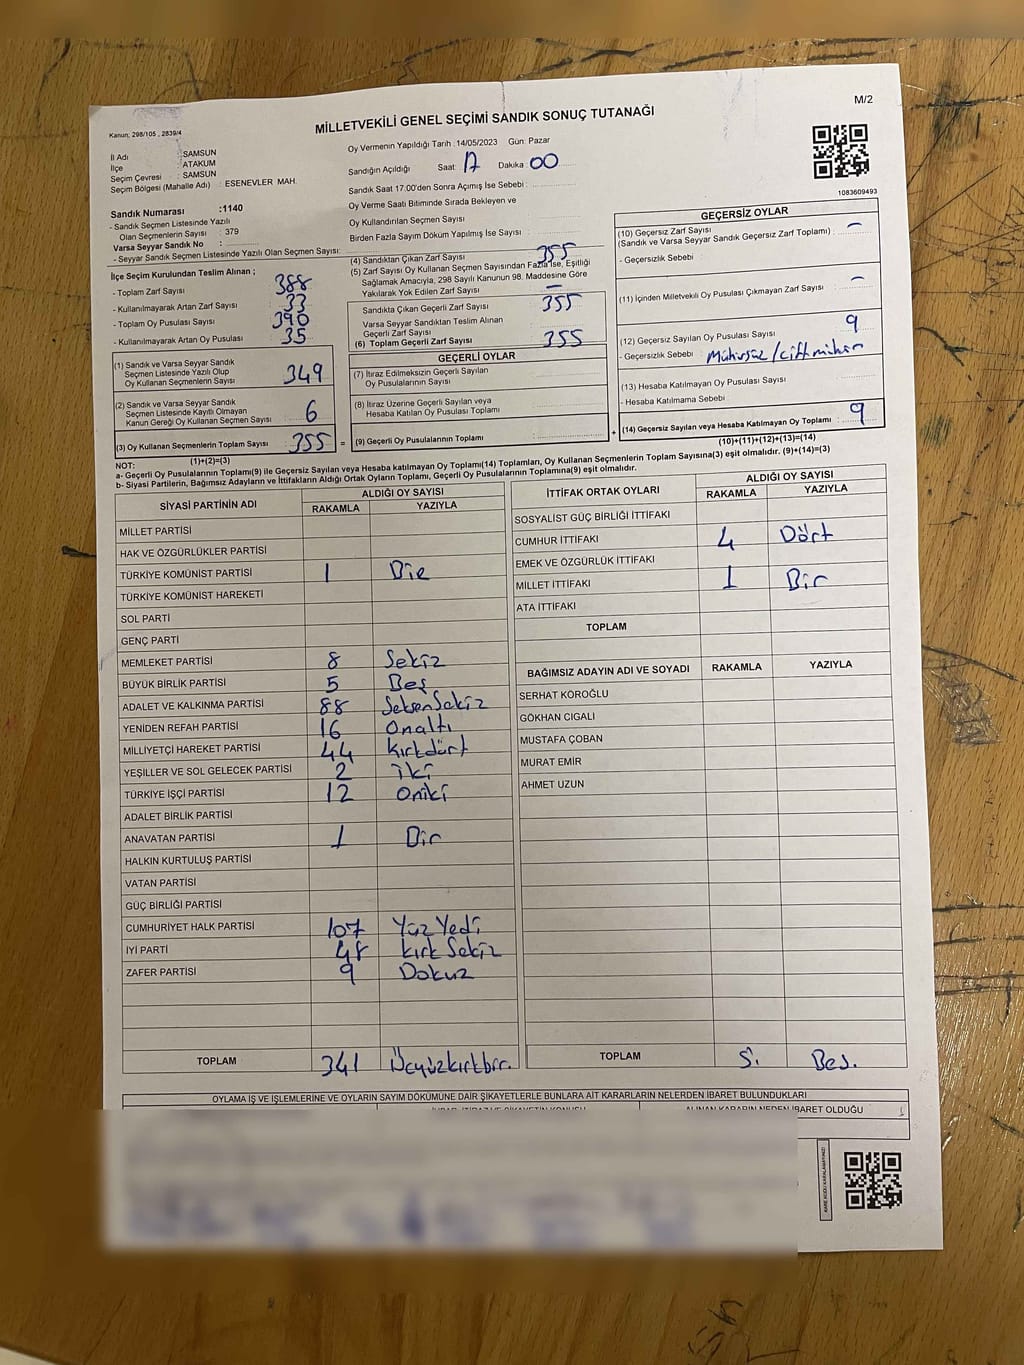 M/2
Kanun; 298/105 , 2839/4
MİLLETVEKİLİ GENEL SEÇİMİ SANDIK SONUÇ TUTANAĞI
İl Adı : SAMSUN
İlçe : ATAKUM
Seçim Çevresi : SAMSUN
Seçim Bölgesi (Mahalle Adı) : ESENEVLER MAH.
Oy Vermenin Yapıldığı Tarih : 14/05/2023 Gün: Pazar
Sandığın Açıldığı Saat: 17 Dakika : 00
Sandık Saat 17:00'den Sonra Açımış İse Sebebi :
Oy Verme Saati Bitiminde Sırada Bekleyen ve
Oy Kullandırılan Seçmen Sayısı
Birden Fazla Sayım Döküm Yapılmış İse Sayısı :
1083609493
Sandık Numarası :1140
- Sandık Seçmen Listesinde Yazılı
Olan Seçmenlerin Sayısı : 379
Varsa Seyyar Sandık No :
- Seyyar Sandık Seçmen Listesinde Yazılı Olan Seçmen Sayısı:
İlçe Seçim Kurulundan Teslim Alınan ;
- Toplam Zarf Sayısı 388
- Kullanılmayarak Artan Zarf Sayısı 33
- Toplam Oy Pusulası Sayısı 390
- Kullanılmayarak Artan Oy Pusulası 35
(1) Sandık ve Varsa Seyyar Sandık
Seçmen Listesinde Yazılı Olup
Oy Kullanan Seçmenlerin Sayısı 349
(2) Sandık ve Varsa Seyyar Sandık
Seçmen Listesinde Kayıtlı Olmayan
Kanun Gereği Oy Kullanan Seçmen Sayısı 6
(3) Oy Kullanan Seçmenlerin Toplam Sayısı 355 =
(1)+(2)=(3)
(4) Sandıktan Çıkan Zarf Sayısı 355
(5) Zarf Sayısı Oy Kullanan Seçmen Sayısından Fazla İse, Eşitliği
Sağlamak Amacıyla, 298 Sayılı Kanunun 98. Maddesine Göre
Yakılarak Yok Edilen Zarf Sayısı –
Sandıkta Çıkan Geçerli Zarf Sayısı 355
Varsa Seyyar Sandıktan Teslim Alınan
Geçerli Zarf Sayısı
(6) Toplam Geçerli Zarf Sayısı 355
GEÇERLİ OYLAR
(7) İtiraz Edilmeksizin Geçerli Sayılan
Oy Pusulalarının Sayısı
(8) İtiraz Üzerine Geçerli Sayılan veya
Hesaba Katılan Oy Pusulası Toplamı
(9) Geçerli Oy Pusulalarının Toplamı +
GEÇERSİZ OYLAR
(10) Geçersiz Zarf Sayısı –
(Sandık ve Varsa Seyyar Sandık Geçersiz Zarf Toplamı) :
- Geçersizlik Sebebi
(11) İçinden Milletvekili Oy Pusulası Çıkmayan Zarf Sayısı –
(12) Geçersiz Sayılan Oy Pusulası Sayısı 9
- Geçersizlik Sebebi : Mühürsüz/Çift mühür
(13) Hesaba Katılmayan Oy Pusulası Sayısı
- Hesaba Katılmama Sebebi
(14) Geçersiz Sayılan veya Hesaba Katılmayan Oy Toplamı 9
(10)+(11)+(12)+(13)=(14)
NOT:
a- Geçerli Oy Pusulalarının Toplamı(9) ile Geçersiz Sayılan veya Hesaba katılmayan Oy Toplamı(14) Toplamları, Oy Kullanan Seçmenlerin Toplam Sayısına(3) eşit olmalıdır. (9)+(14)=(3)
b- Siyasi Partilerin, Bağımsız Adayların ve İttifakların Aldığı Ortak Oyların Toplamı, Geçerli Oy Pusulalarının Toplamına(9) eşit olmalıdır.
SİYASİ PARTİNİN ADI ALDIĞI OY SAYISI
RAKAMLA YAZIYLA
MİLLET PARTİSİ
HAK VE ÖZGÜRLÜKLER PARTİSİ
TÜRKİYE KOMÜNİST PARTİSİ 1 Bir
TÜRKİYE KOMÜNİST HAREKETİ
SOL PARTİ
GENÇ PARTİ
MEMLEKET PARTİSİ 8 Sekiz
BÜYÜK BİRLİK PARTİSİ 5 Beş
ADALET VE KALKINMA PARTİSİ 88 SeksenSekiz
YENİDEN REFAH PARTİSİ 16 Onaltı
MİLLİYETÇİ HAREKET PARTİSİ 44 Kırkdört
YEŞİLLER VE SOL GELECEK PARTİSİ 2 İki
TÜRKİYE İŞÇİ PARTİSİ 12 Oniki
ADALET BİRLİK PARTİSİ
ANAVATAN PARTİSİ 1 Bir
HALKIN KURTULUŞ PARTİSİ
VATAN PARTİSİ
GÜÇ BİRLİĞİ PARTİSİ
CUMHURİYET HALK PARTİSİ 107 Yüz Yedi
İYİ PARTİ 48 Kırk Sekiz
ZAFER PARTİSİ 9 Dokuz
TOPLAM 341 Üçyüzkırkbir.
İTTİFAK ORTAK OYLARI ALDIĞI OY SAYISI
RAKAMLA YAZIYLA
SOSYALİST GÜÇ BİRLİĞİ İTTİFAKI
CUMHUR İTTİFAKI 4 Dört
EMEK VE ÖZGÜRLÜK İTTİFAKI
MİLLET İTTİFAKI 1 Bir
ATA İTTİFAKI
TOPLAM
BAĞIMSIZ ADAYIN ADI VE SOYADI RAKAMLA YAZIYLA
SERHAT KÖROĞLU
GÖKHAN CIGALI
MUSTAFA ÇOBAN
MURAT EMİR
AHMET UZUN
TOPLAM 5. Beş.
OYLAMA İŞ VE İŞLEMLERİNE VE OYLARIN SAYIM DÖKÜMÜNE DAİR ŞİKAYETLERLE BUNLARA AİT KARARLARIN NELERDEN İBARET BULUNDUKLARI
ALINAN KARARIN NEDEN İBARET OLDUĞU